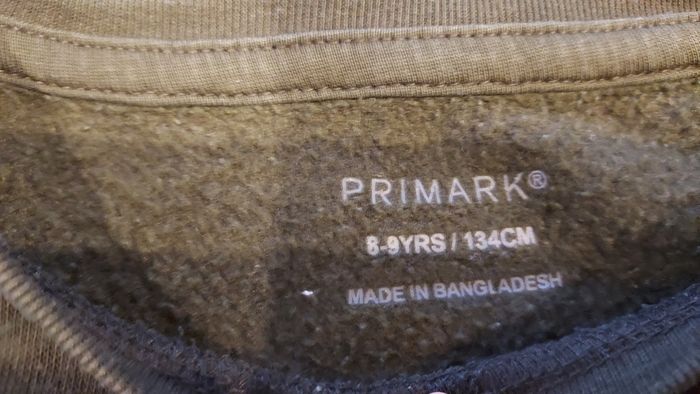 PRIMARK®
8-9YRS / 134CM
MADE IN BANGLADESH